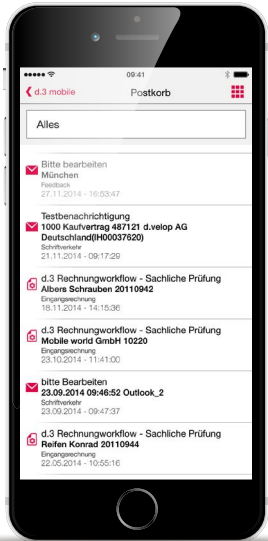 09:41
d.3 mobile
Postkorb
Alles
Bitte bearbeiten
München
Feedback
27.11.2014 - 16:53:47
Testbenachrichtigung
1000 Kaufvertrag 487121 d.velop AG
Deutschland(IH00037620)
Schriftverkehr
21.11.2014 - 09:17:29
d.3 Rechnungworkflow - Sachliche Prüfung
Albers Schrauben 20110942
Eingangsrechnung
18.11.2014 - 14:15:36
d.3 Rechnungworkflow - Sachliche Prüfung
Mobile world GmbH 10220
Eingangsrechnung
23.10.2014 - 11:41:00
bitte Bearbeiten
23.09.2014 09:46:52 Outlook_2
Schriftverkehr
23.09.2014 - 09:47:37
d.3 Rechnungworkflow - Sachliche Prüfung
Reifen Konrad 20110944
Eingangsrechnung
22.05.2014 - 10:55:16